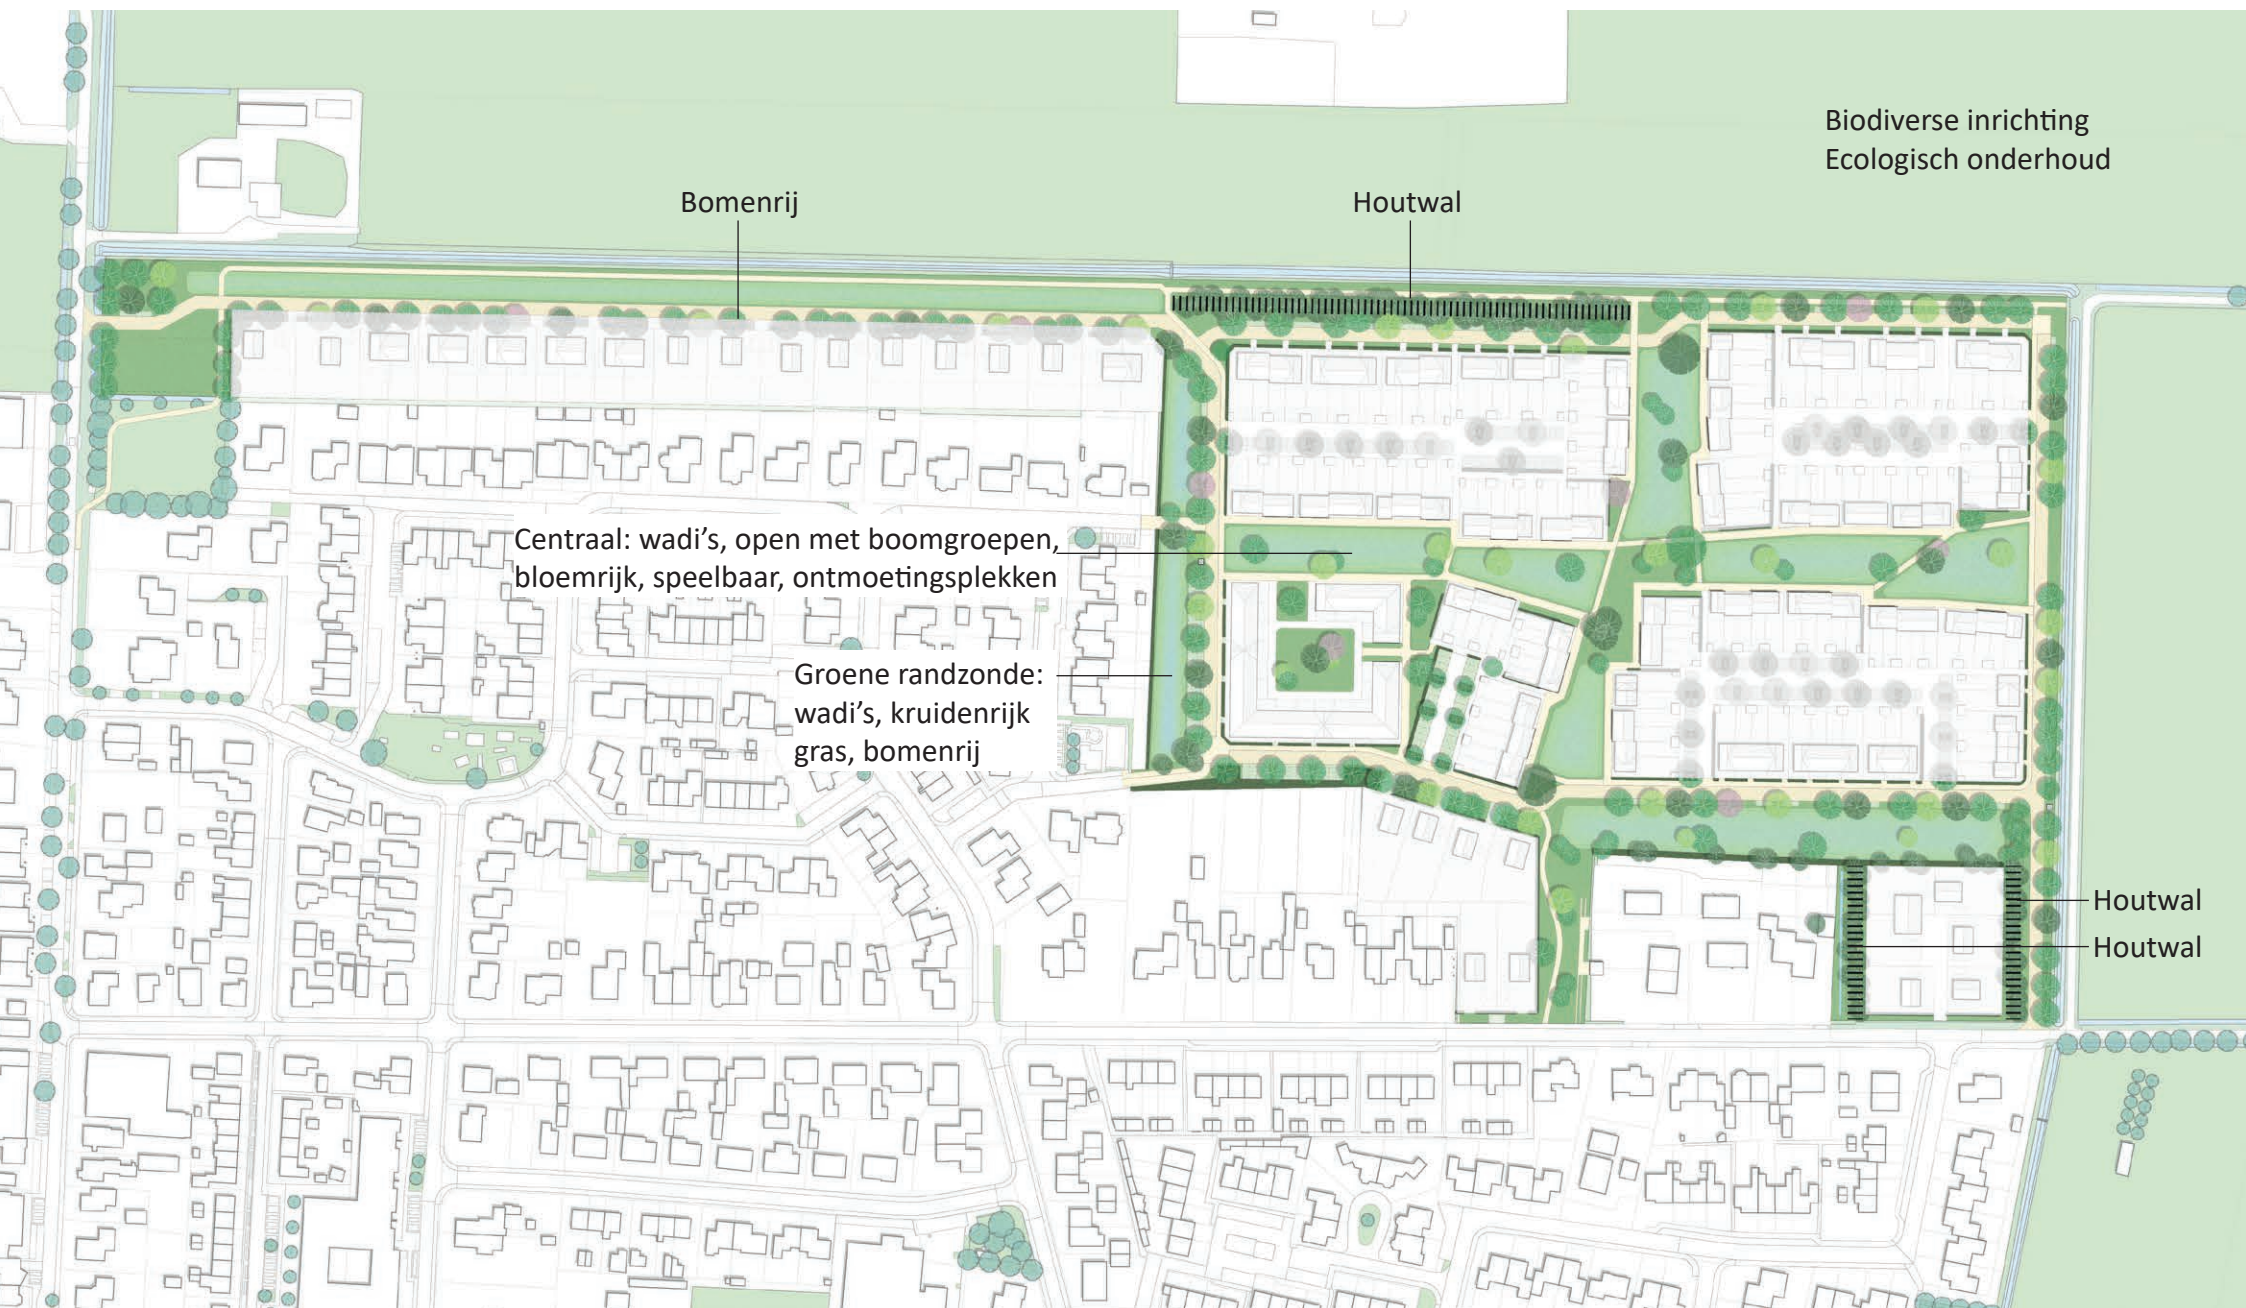 Biodiverse inrichting
Ecologisch onderhoud
Bomenrij
Houtwal
Centraal: wadi's, open met boomgroepen,
bloemrijk, speelbaar, ontmoetingsplekken
Groene randzonde:
wadi's, kruidenrijk
gras, bomenrij
Houtwal
Houtwal